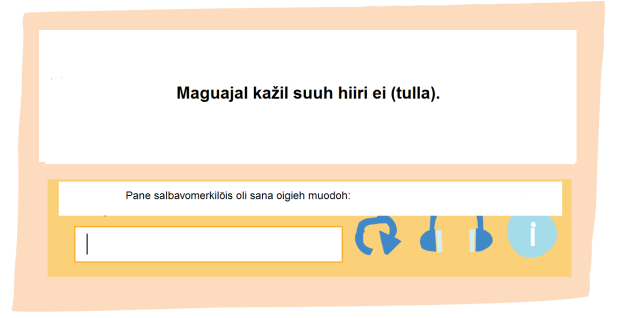 Maguajal kažil suuh hiiri ei (tulla).
Pane salbavomerkilöis oli sana oigieh muodoh:
i